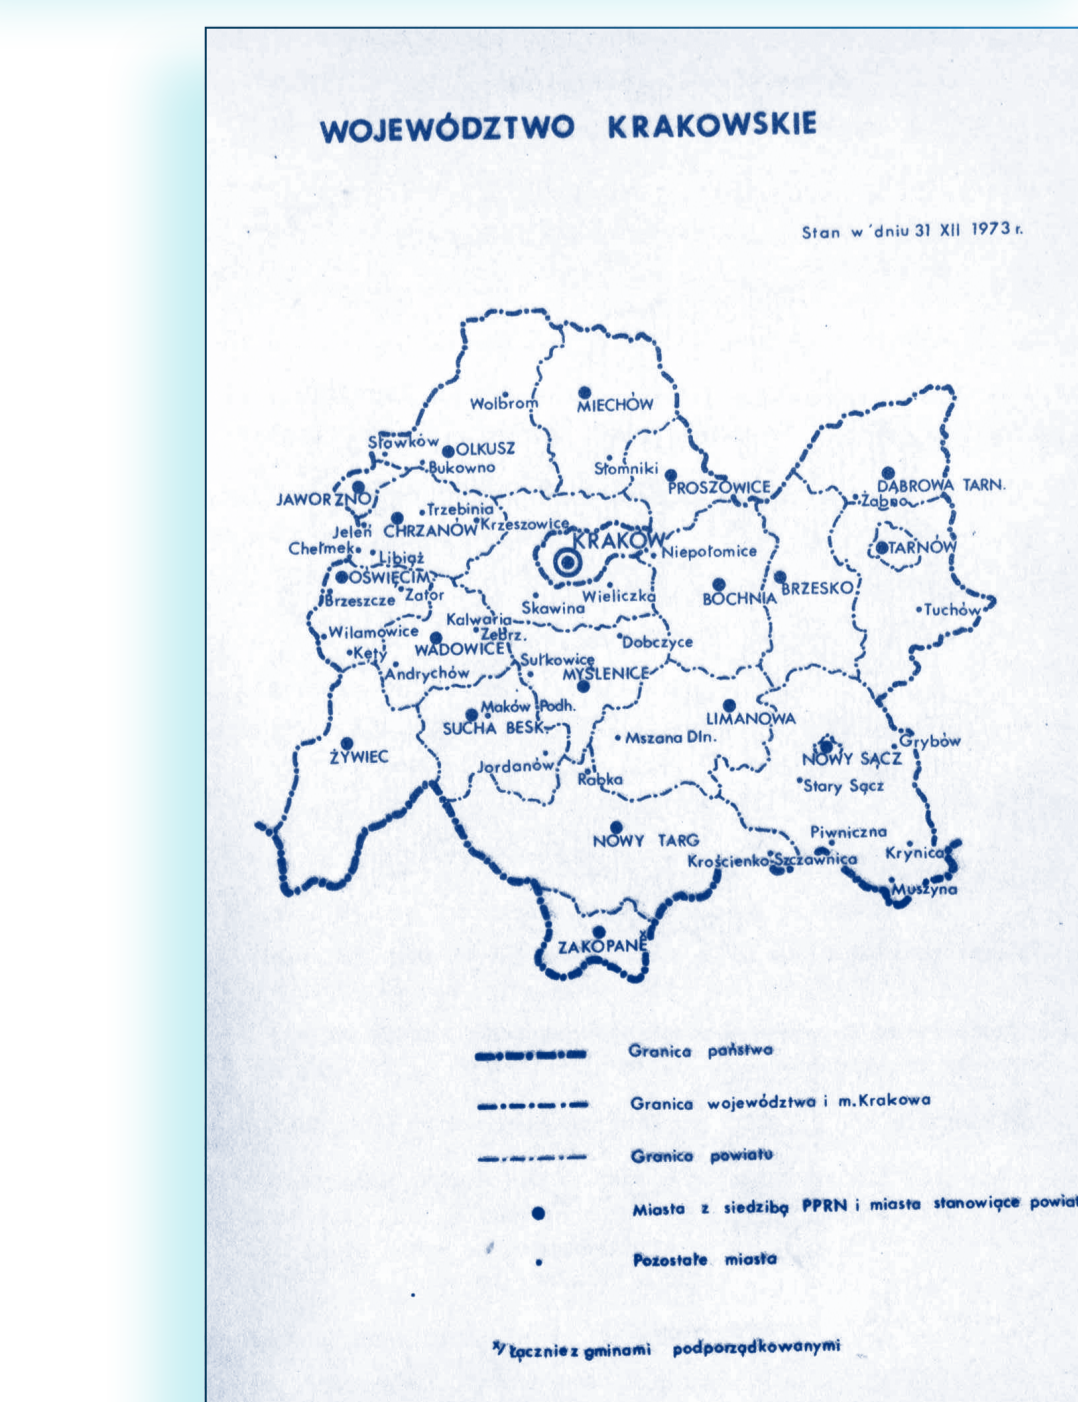 WOJEWÓDZTWO KRAKOWSKIE
Stan w dniu 31 XII 1973 r.
Wolbrom
MIECHÓW
Sławków
OLKUSZ
Bukowno
Słomniki
PROSZOWICE
DĄBROWA TARN.
Żabno
JAWORZNO
Trzebinia
Jeleń
CHRZANÓW
Krzeszowice
KRAKÓW
TARNÓW
Chełmek
Libiąż
Niepołomice
OŚWIĘCIM
BRZESKO
Brzeszcze
Zator
Skawina
Wieliczka
BOCHNIA
Tuchów
Kalwaria
Zebrz.
Wilamowice
WADOWICE
Dobczyce
Kęty
Sułkowice
Andrychów
MYŚLENICE
Maków Podh.
SUCHA BESK.
LIMANOWA
Mszana Dln.
Grybów
ŻYWIEC
NOWY SĄCZ
Jordanów
Rabka
Stary Sącz
NOWY TARG
Piwniczna
Krościenko-Szczawnica
Krynica
Muszyna
ZAKOPANE x
Granica państwa
Granica województwa i m.Krakowa
Granica powiatu
Miasta z siedzibą PPRN i miasta stanowiące powiat
Pozostałe miasta
x/ Łącznie z gminami podporządkowanymi